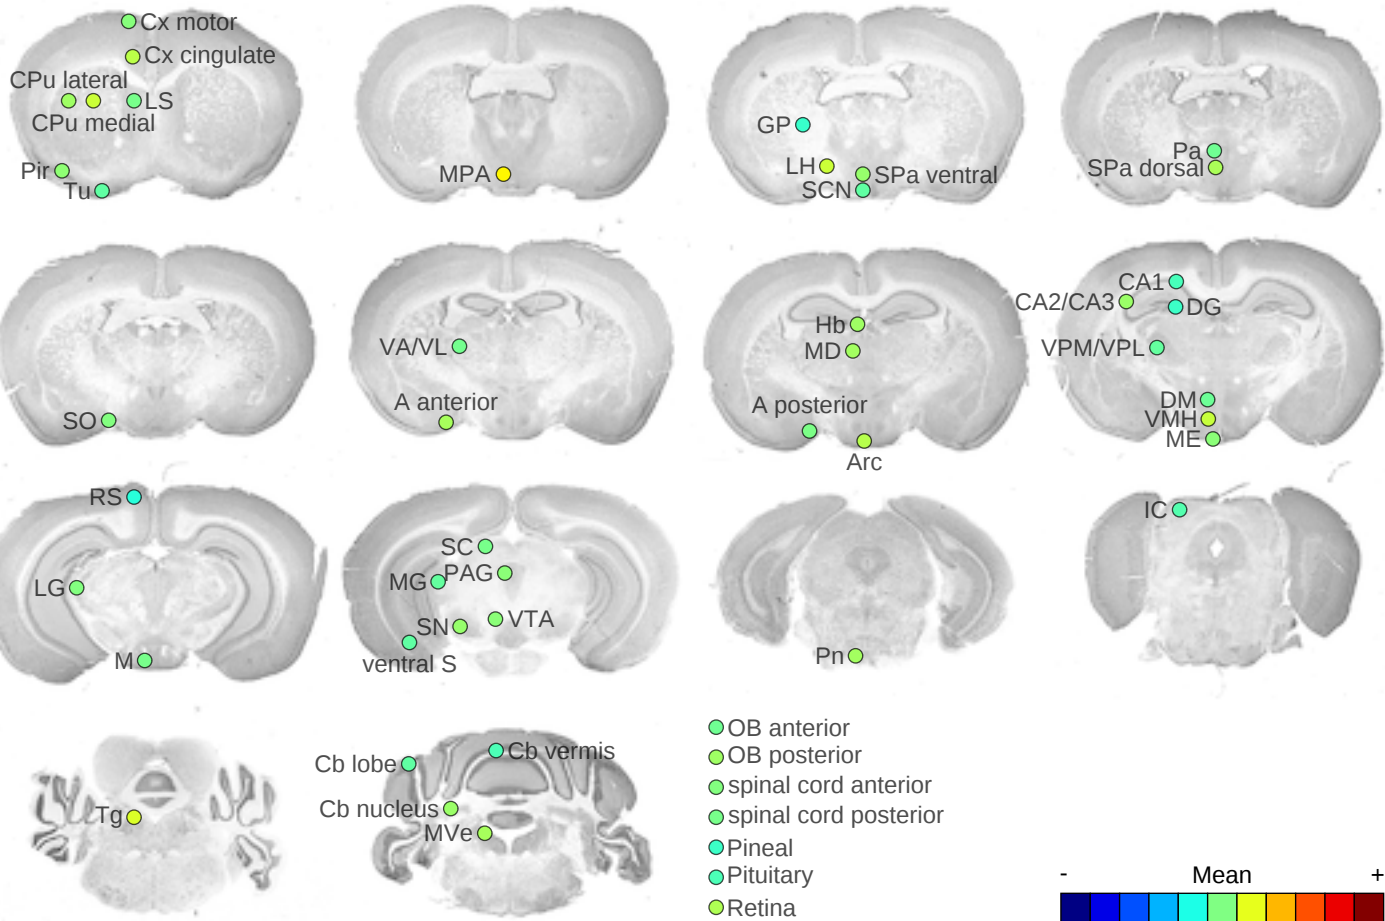 Cx motor
Cx cingulate
CPu lateral
LS
CPu medial
Pir
Tu
MPA
GP
LH
SPa ventral
SCN
Pa
SPa dorsal
SO
VA/VL
A anterior
Hb
MD
A posterior
Arc
CA1
CA2/CA3
DG
VPM/VPL
DM
VMH
ME
RS
LG
M
SC
MG
PAG
SN
VTA
ventral S
Pn
IC
Tg
Cb lobe
Cb vermis
Cb nucleus
MVe
OB anterior
OB posterior
spinal cord anterior
spinal cord posterior
Pineal
Pituitary
Retina
- Mean +